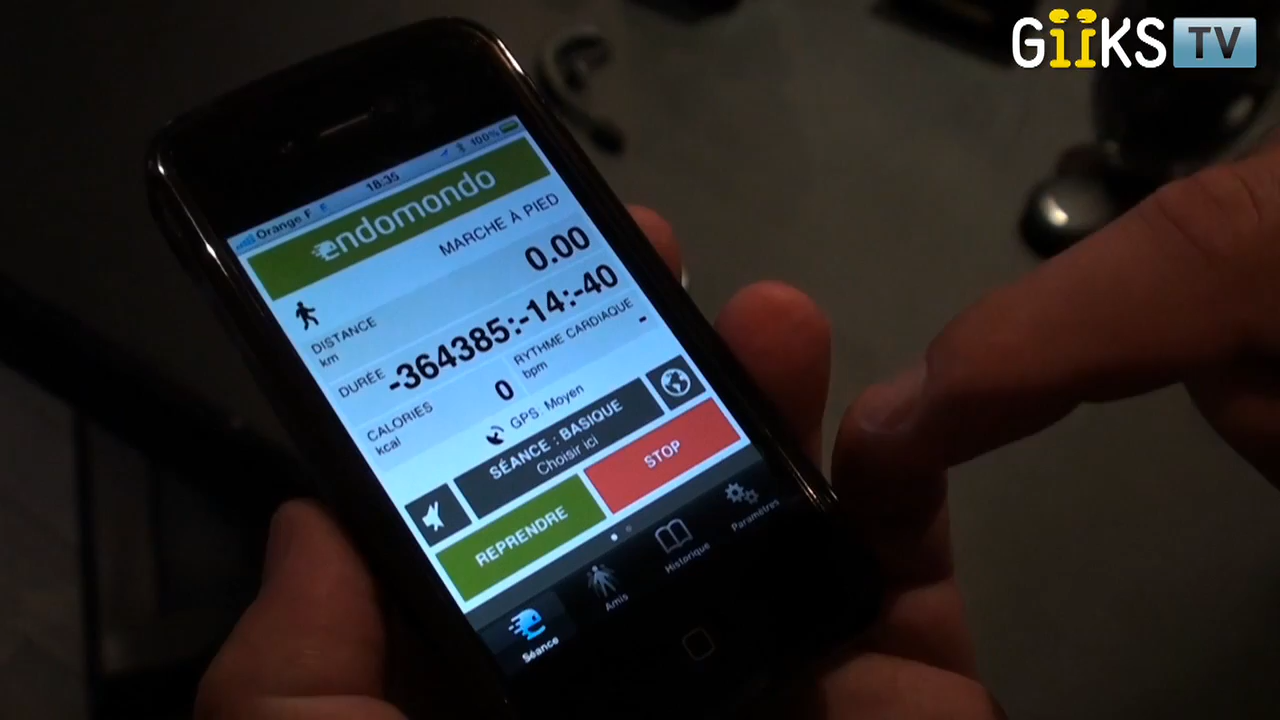 GiiKS TV
Orange F E 18:35 100%
endomondo
MARCHE À PIED
DISTANCE
km
0.00
DURÉE
-364385:-14:-40
CALORIES
kcal
0
RYTHME CARDIAQUE
bpm
-
GPS: Moyen
SÉANCE : BASIQUE
Choisir ici
REPRENDRE
STOP
Séance
Amis
Historique
Paramètres